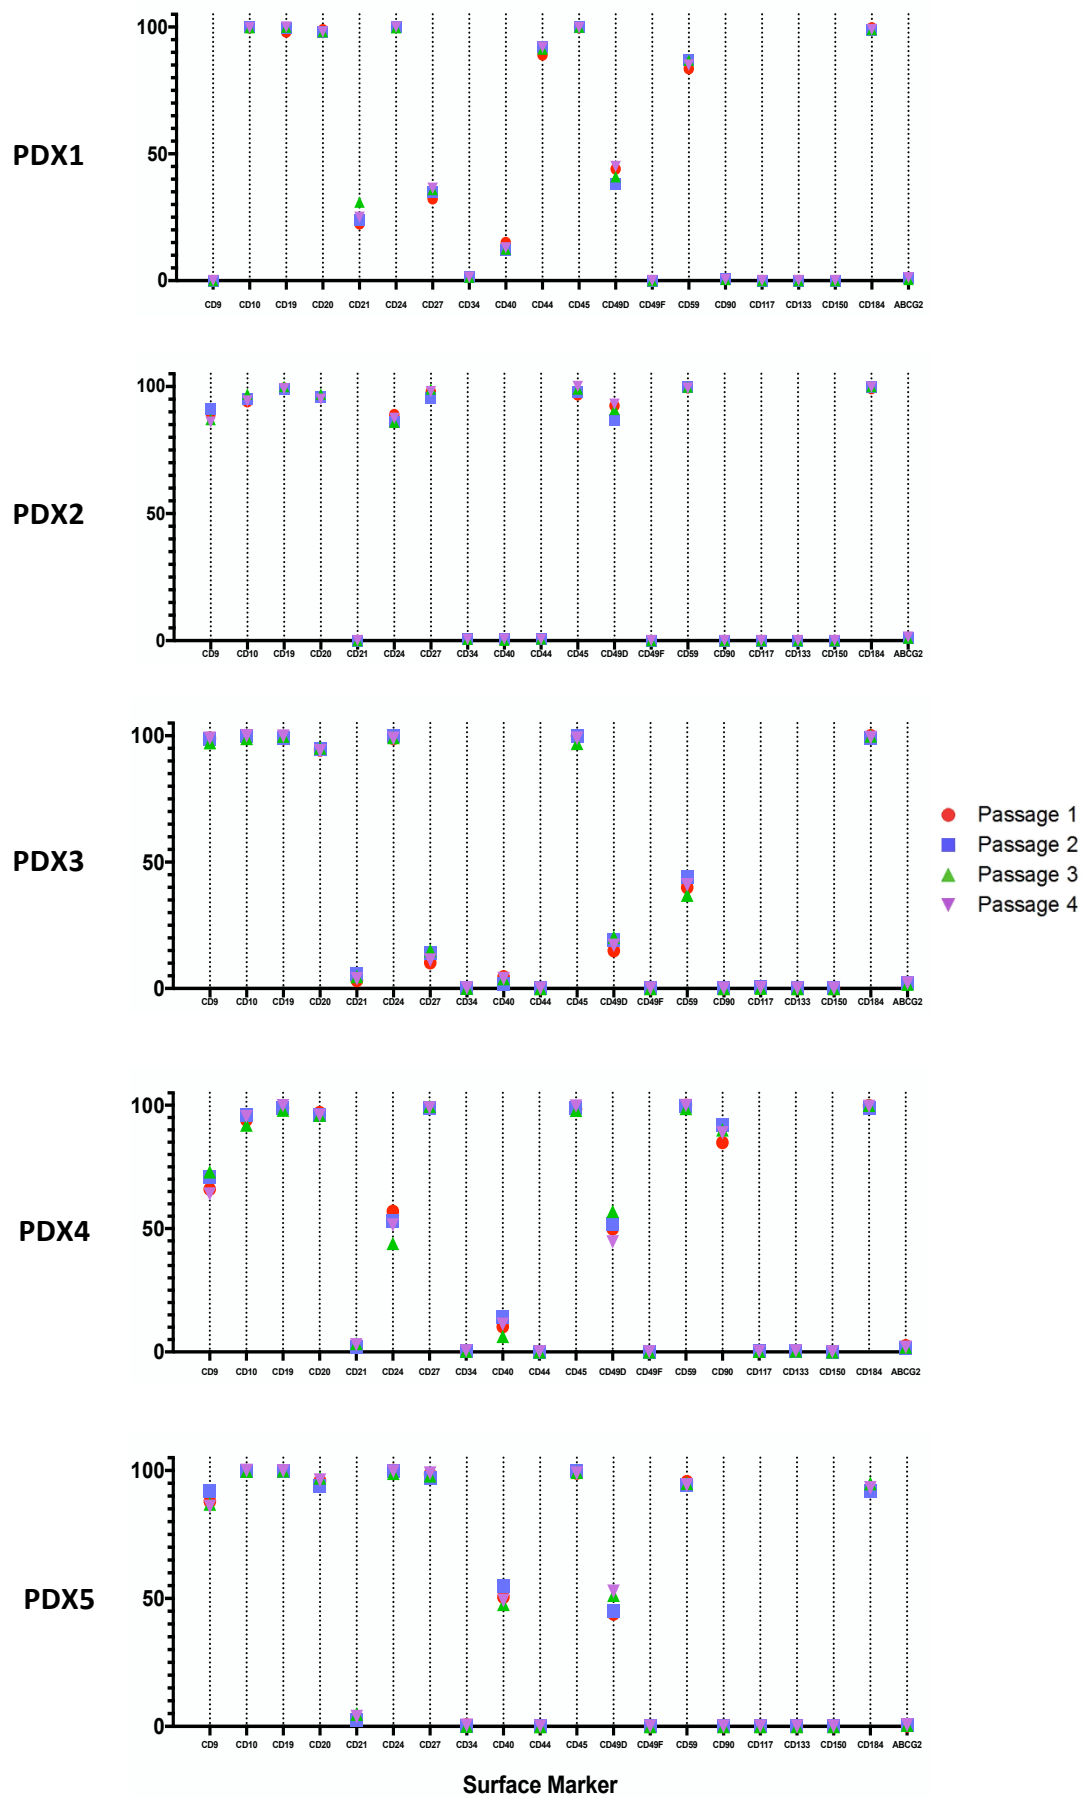 PDX1
100
50
0
CD9 CD10 CD19 CD20 CD21 CD24 CD27 CD34 CD40 CD44 CD45 CD49D CD49F CD59 CD90 CD117 CD133 CD150 CD184 ABCG2
PDX2
100
50
0
CD9 CD10 CD19 CD20 CD21 CD24 CD27 CD34 CD40 CD44 CD45 CD49D CD49F CD59 CD90 CD117 CD133 CD150 CD184 ABCG2
PDX3
100
50
0
CD9 CD10 CD19 CD20 CD21 CD24 CD27 CD34 CD40 CD44 CD45 CD49D CD49F CD59 CD90 CD117 CD133 CD150 CD184 ABCG2
Passage 1
Passage 2
Passage 3
Passage 4
PDX4
100
50
0
CD9 CD10 CD19 CD20 CD21 CD24 CD27 CD34 CD40 CD44 CD45 CD49D CD49F CD59 CD90 CD117 CD133 CD150 CD184 ABCG2
PDX5
100
50
0
CD9 CD10 CD19 CD20 CD21 CD24 CD27 CD34 CD40 CD44 CD45 CD49D CD49F CD59 CD90 CD117 CD133 CD150 CD184 ABCG2
Surface Marker